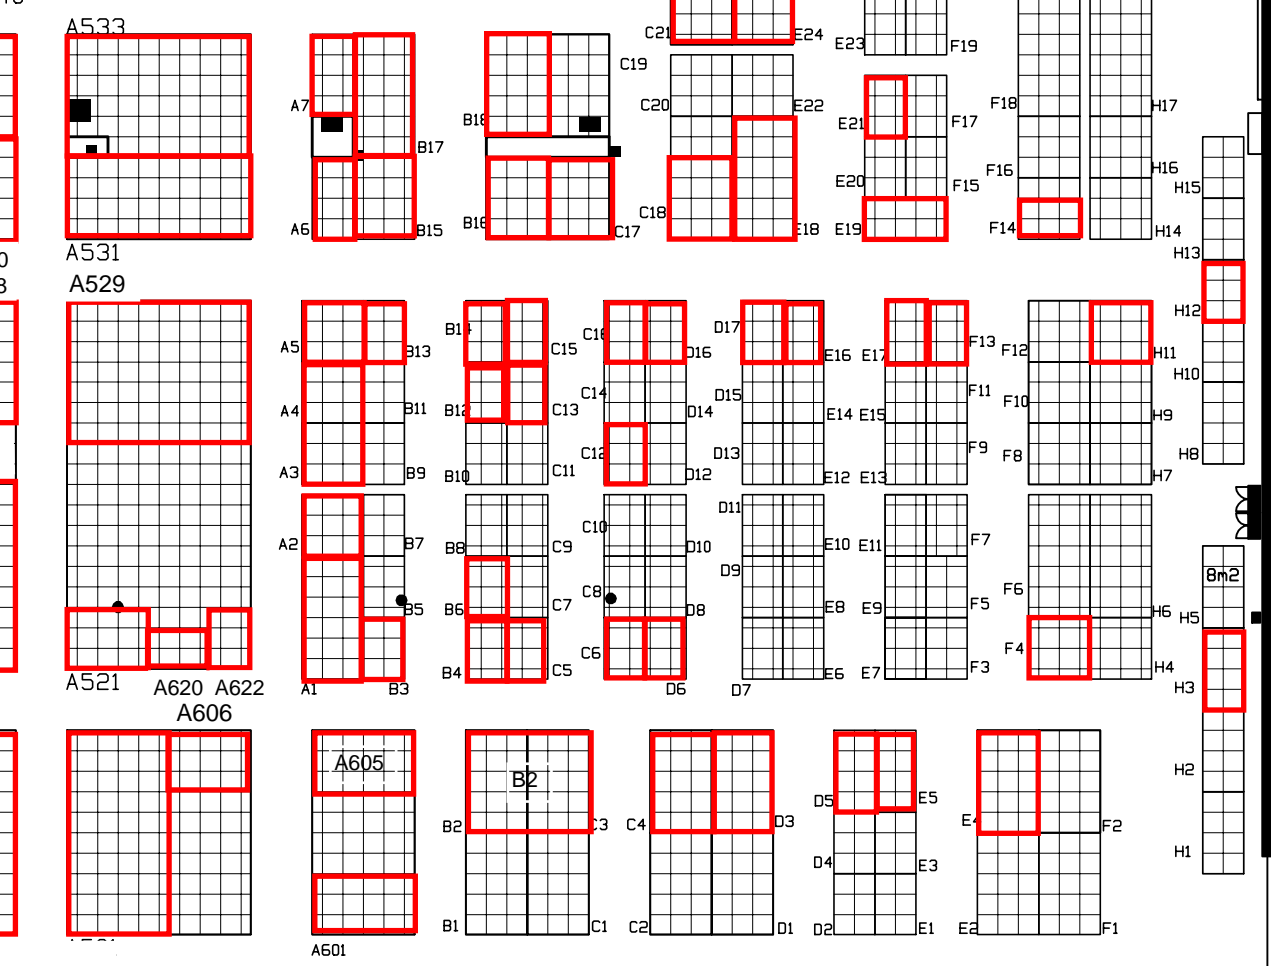 A533
C21 E24
E23 F19
C19
A7 C20 E22 F18 H17
B18 E21 F17
B17
F16 H16
E20 F15 H15
C18
A6 B15 B16 C17 E18 E19 F14 H14
A531 H13
A529
H12
B14 C16 D17
A5 B13 C15 D16 E16 E17 F13 F12 H11
H10
C14 D15 F11
A4 B11 B12 C13 D14 E14 E15 F10 H9
C12 D13 F9 F8 H8
A3 B9 B10 C11 D12 E12 E13 H7
D11
C10
A2 B7 B8 C9 D10 E10 E11 F7
D9 8m2
C8 F6
B5 B6 C7 D8 E8 E9 F5 H6 H5
C6 F4
A521 B4 C5 E6 E7 F3 H4
A620 A622 A1 B3 D6 D7 H3
A606
A605 B2 H2
D5 E5
B2 C3 C4 D3 E4 F2
D4 E3 H1
B1 C1 C2 D1 D2 E1 E2 F1
A601